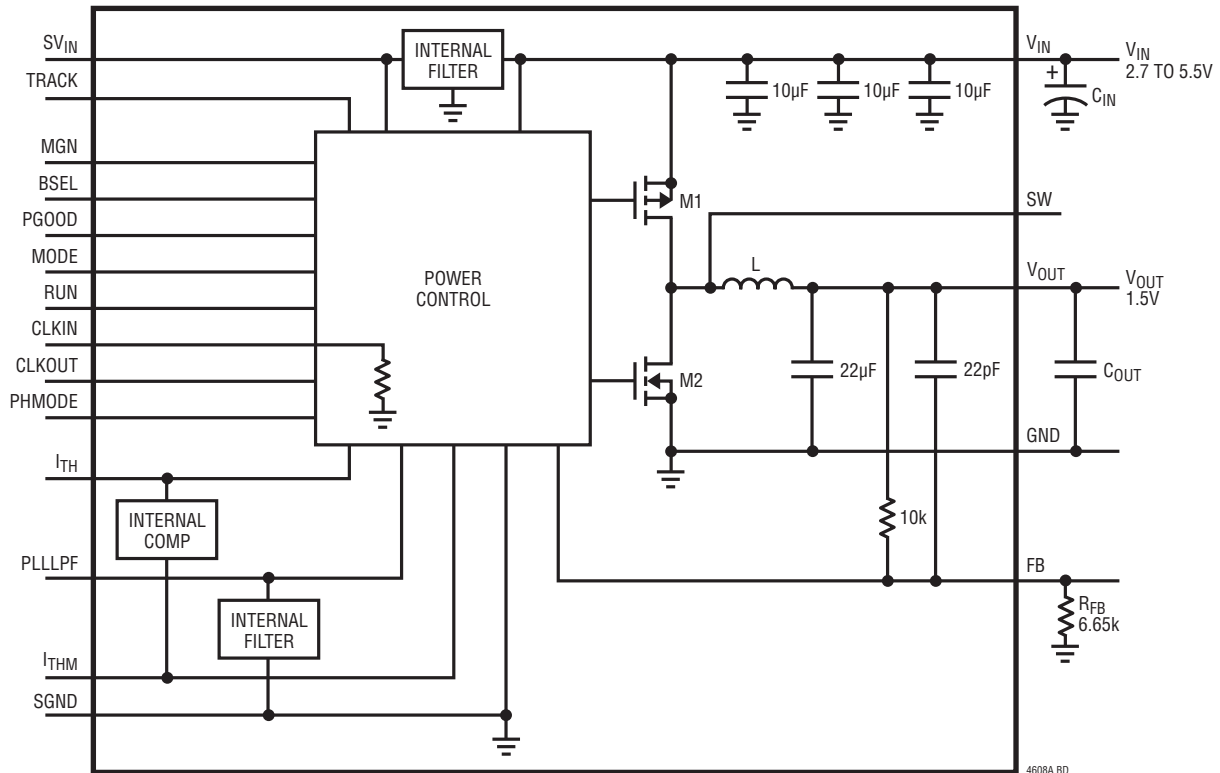 SVIN
TRACK
MGN
BSEL
PGOOD
MODE
RUN
CLKIN
CLKOUT
PHMODE
ITH
PLLLPF
ITHM
SGND
INTERNAL
FILTER
POWER
CONTROL
INTERNAL
COMP
INTERNAL
FILTER
10µF
10µF
10µF
M1
M2
L
22µF
22pF
10k
VIN
SW
VOUT
GND
FB
VIN
2.7 TO 5.5V
+
CIN
VOUT
1.5V
COUT
RFB
6.65k
4608A BD